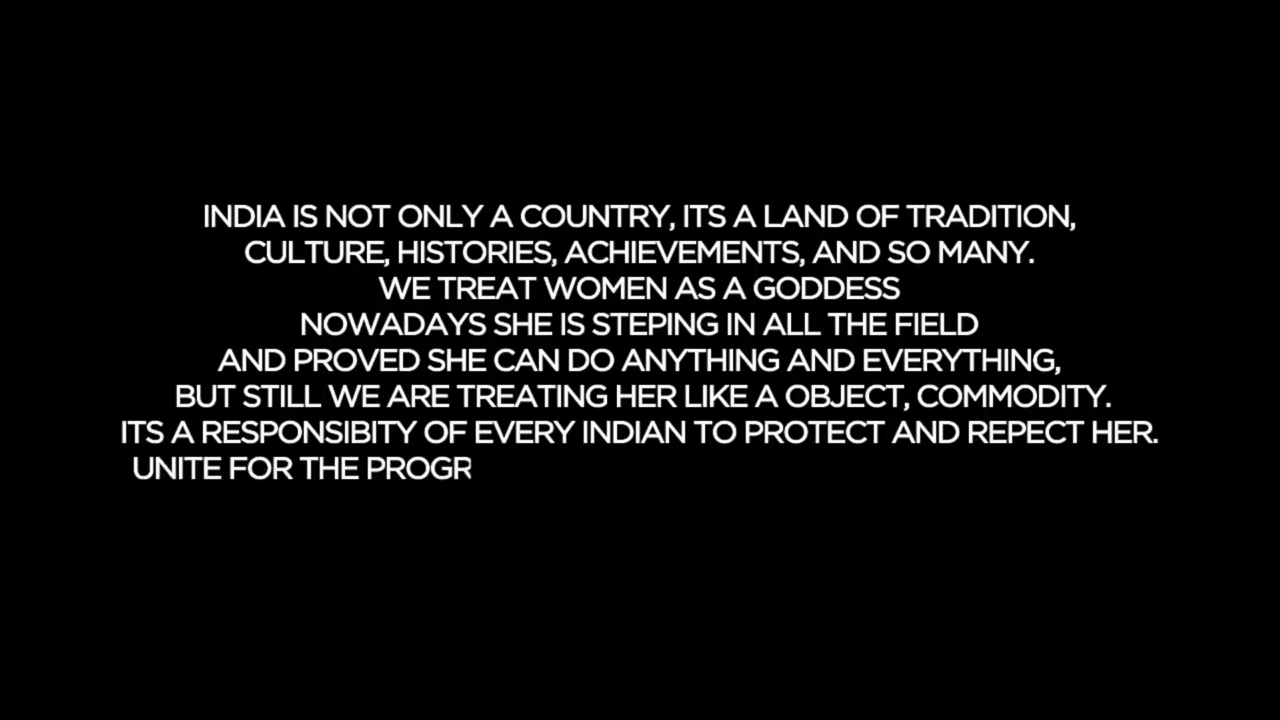 INDIA IS NOT ONLY A COUNTRY, ITS A LAND OF TRADITION,
CULTURE, HISTORIES, ACHIEVEMENTS, AND SO MANY.
WE TREAT WOMEN AS A GODDESS
NOWADAYS SHE IS STEPING IN ALL THE FIELD
AND PROVED SHE CAN DO ANYTHING AND EVERYTHING,
BUT STILL WE ARE TREATING HER LIKE A OBJECT, COMMODITY.
ITS A RESPONSIBITY OF EVERY INDIAN TO PROTECT AND REPECT HER.
UNITE FOR THE PROGR